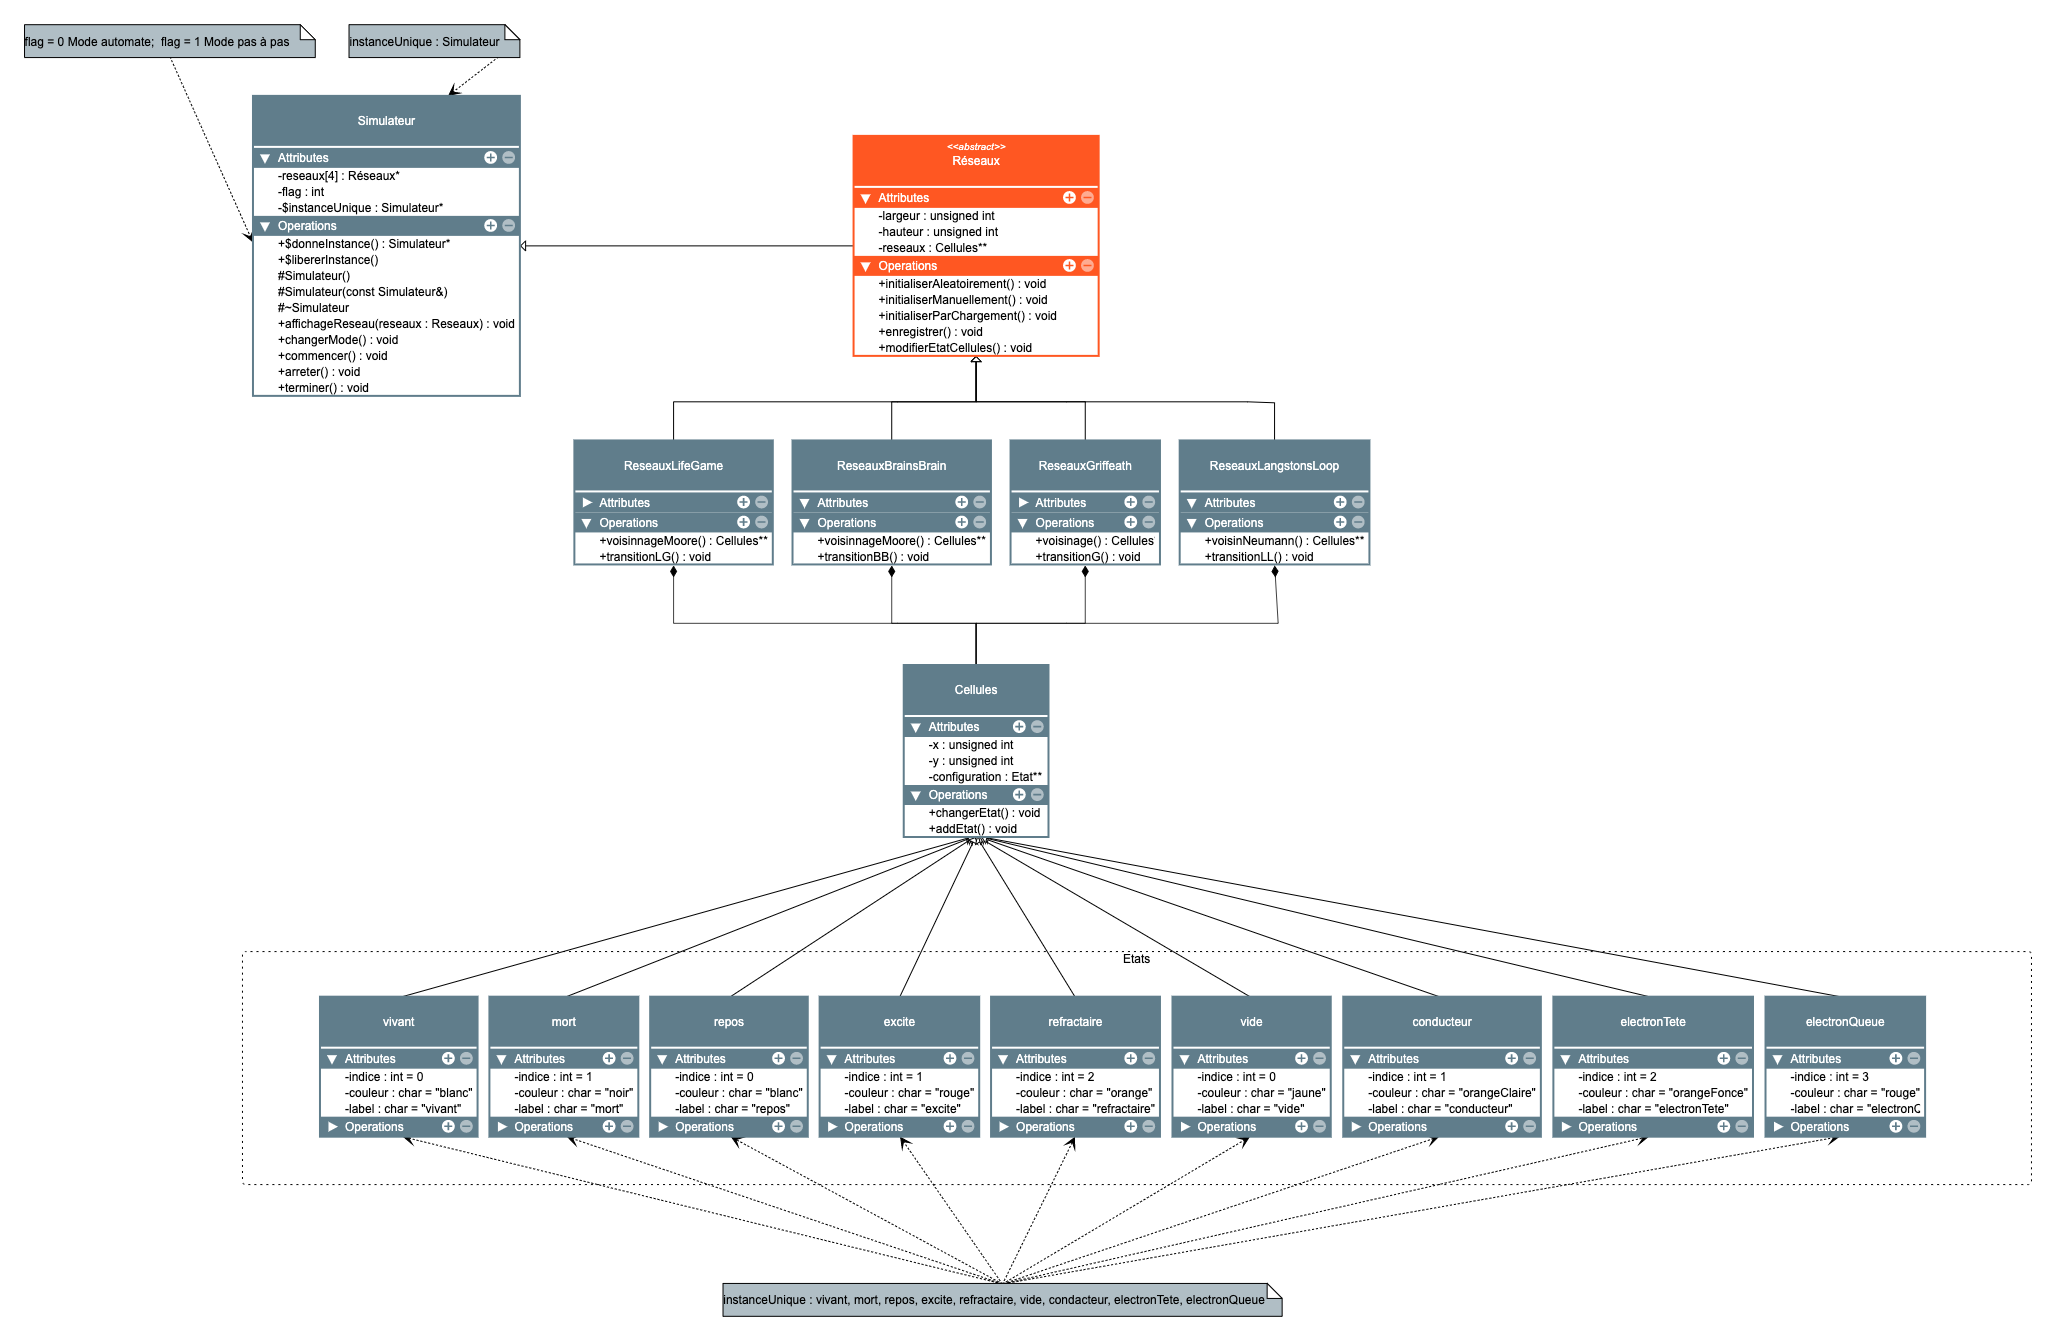 flag = 0 Mode automate;  flag = 1 Mode pas à pas
instanceUnique : Simulateur
Simulateur
Attributes
-reseaux[4] : Réseaux*
-flag : int
-$instanceUnique : Simulateur*
Operations
+$donneInstance() : Simulateur*
+$libererInstance()
#Simulateur()
#Simulateur(const Simulateur&)
#~Simulateur
+affichageReseau(reseaux : Reseaux) : void
+changerMode() : void
+commencer() : void
+arreter() : void
+terminer() : void
<<abstract>>
Réseaux
Attributes
-largeur : unsigned int
-hauteur : unsigned int
-reseaux : Cellules**
Operations
+initialiserAleatoirement() : void
+initialiserManuellement() : void
+initialiserParChargement() : void
+enregistrer() : void
+modifierEtatCellules() : void
ReseauxLifeGame
Attributes
Operations
+voisinnageMoore() : Cellules**
+transitionLG() : void
ReseauxBrainsBrain
Attributes
Operations
+voisinnageMoore() : Cellules**
+transitionBB() : void
ReseauxGriffeath
Attributes
Operations
+voisinage() : Cellules
+transitionG() : void
ReseauxLangstonsLoop
Attributes
Operations
+voisinNeumann() : Cellules**
+transitionLL() : void
Cellules
Attributes
-x : unsigned int
-y : unsigned int
-configuration : Etat**
Operations
+changerEtat() : void
+addEtat() : void
Etats
vivant
Attributes
-indice : int = 0
-couleur : char = "blanc"
-label : char = "vivant"
Operations
mort
Attributes
-indice : int = 1
-couleur : char = "noir"
-label : char = "mort"
Operations
repos
Attributes
-indice : int = 0
-couleur : char = "blanc"
-label : char = "repos"
Operations
excite
Attributes
-indice : int = 1
-couleur : char = "rouge"
-label : char = "excite"
Operations
refractaire
Attributes
-indice : int = 2
-couleur : char = "orange"
-label : char = "refractaire"
Operations
vide
Attributes
-indice : int = 0
-couleur : char = "jaune"
-label : char = "vide"
Operations
conducteur
Attributes
-indice : int = 1
-couleur : char = "orangeClaire"
-label : char = "conducteur"
Operations
electronTete
Attributes
-indice : int = 2
-couleur : char = "orangeFonce"
-label : char = "electronTete"
Operations
electronQueue
Attributes
-indice : int = 3
-couleur : char = "rouge"
-label : char = "electronQ
Operations
instanceUnique : vivant, mort, repos, excite, refractaire, vide, condacteur, electronTete, electronQueue